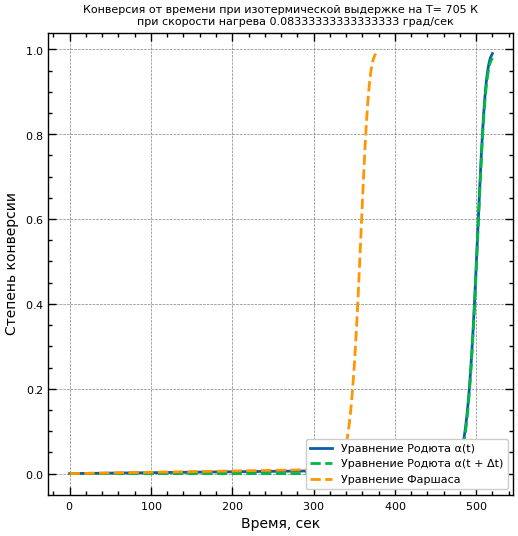 Конверсия от времени при изотермической выдержке на Т= 705 К
при скорости нагрева 0.08333333333333333 град/сек
Степень конверсии
1.0
0.8
0.6
0.4
0.2
0.0
0
100
200
300
400
500
Время, сек
Уравнение Родюта α(t)
Уравнение Родюта α(t + Δt)
Уравнение Фаршаса